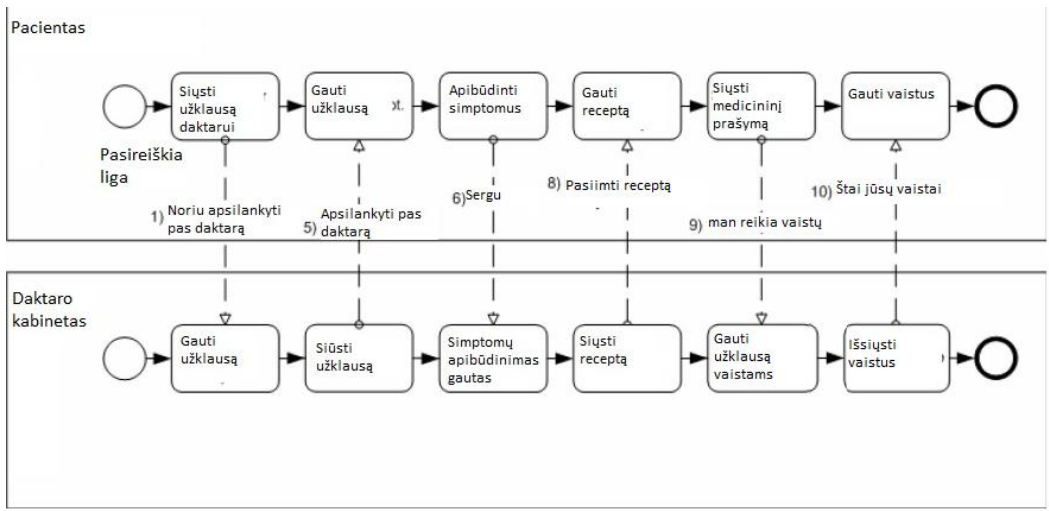 Pacientas
Siųsti
užklausą
daktarui
Gauti
užklausą xt.
Apibūdinti
simptomus
Gauti
receptą
Siųsti
medicininį
prašymą
Gauti vaistus
Pasireiškia
liga
1) Noriu apsilankyti
pas daktarą
5) Apsilankyti pas
daktarą
6)Sergu
8) Pasiimti receptą
9) man reikia vaistų
10) Štai jūsų vaistai
Daktaro
kabinetas
Gauti
užklausą
Siūsti
užklausą
Simptomų
apibūdinimas
gautas
Siųsti
receptą
Gauti
užklausą
vaistams
Išsiųsti
vaistus